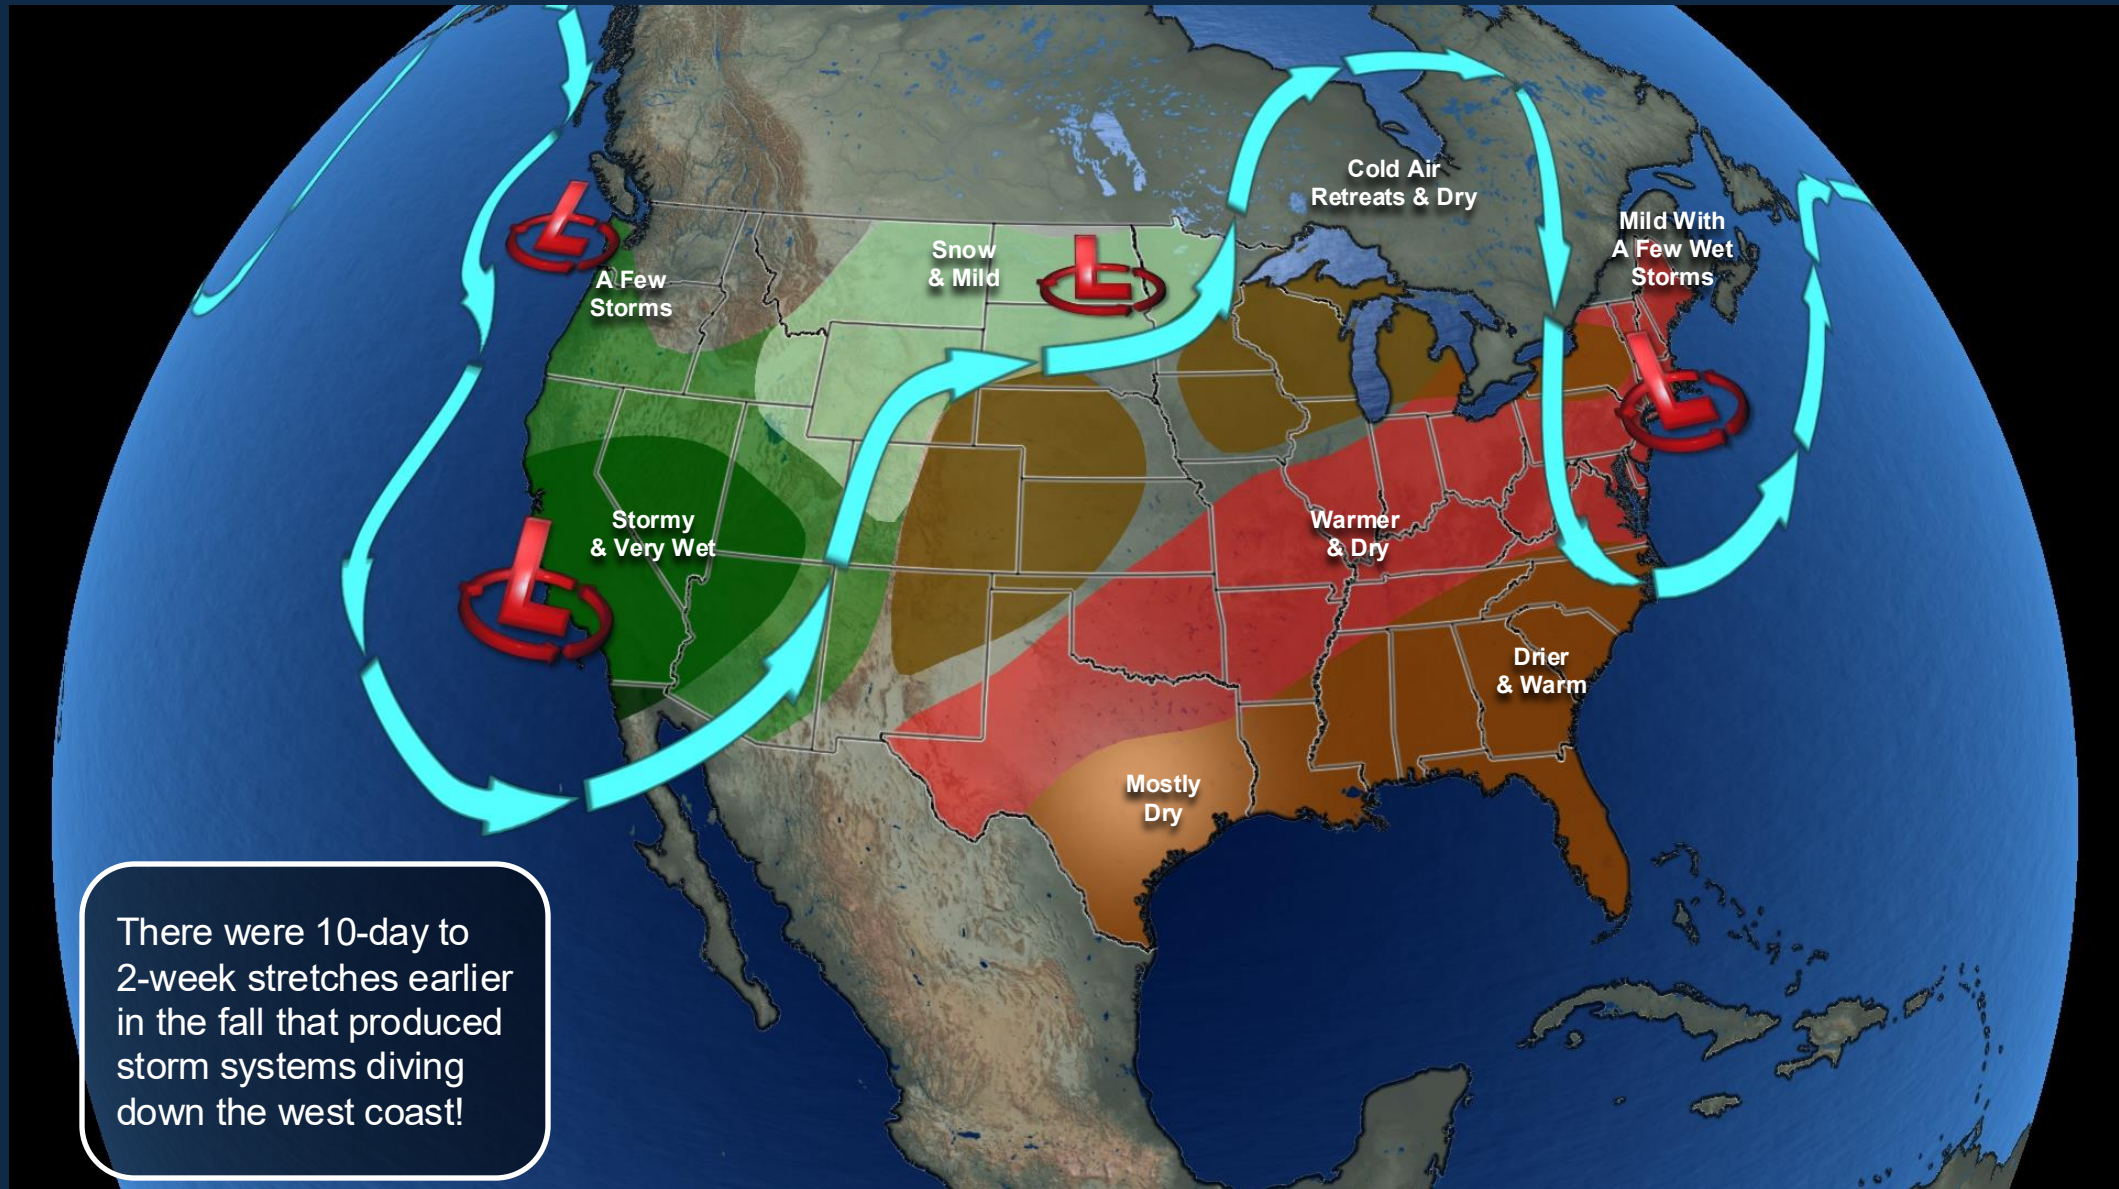 Cold Air
Retreats & Dry
Mild With
A Few Wet
Storms
Snow
& Mild
L
L
A Few
Storms
L
Stormy
& Very Wet
L
Warmer
& Dry
Drier
& Warm
Mostly
Dry
There were 10-day to
2-week stretches earlier
in the fall that produced
storm systems diving
down the west coast!